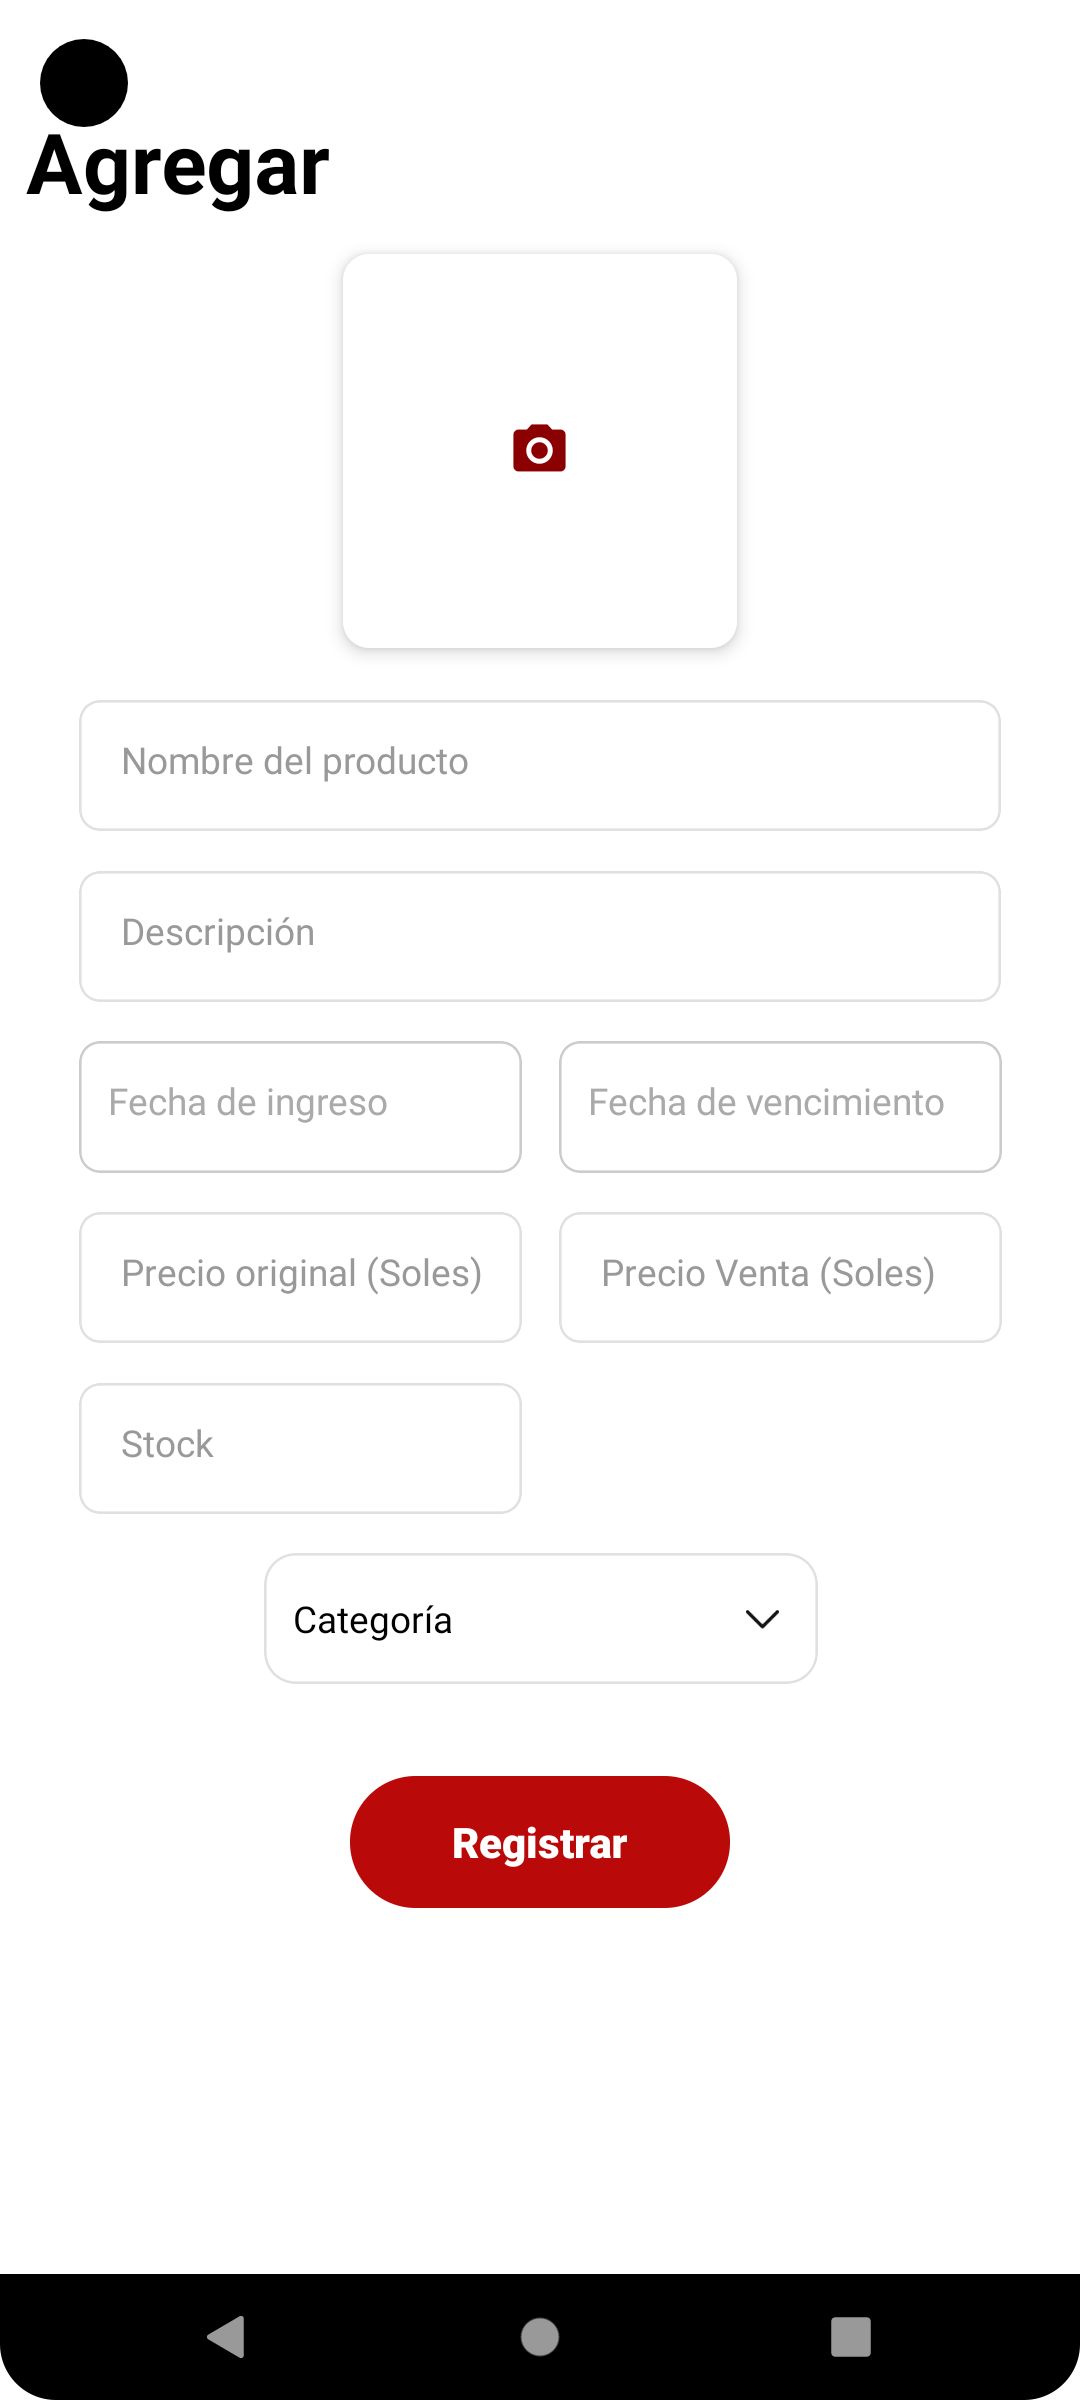 Agregar
Nombre del producto
Descripción
Fecha de ingreso
Fecha de vencimiento
Precio original (Soles)
Precio Venta (Soles)
Stock
Categoría
Registrar